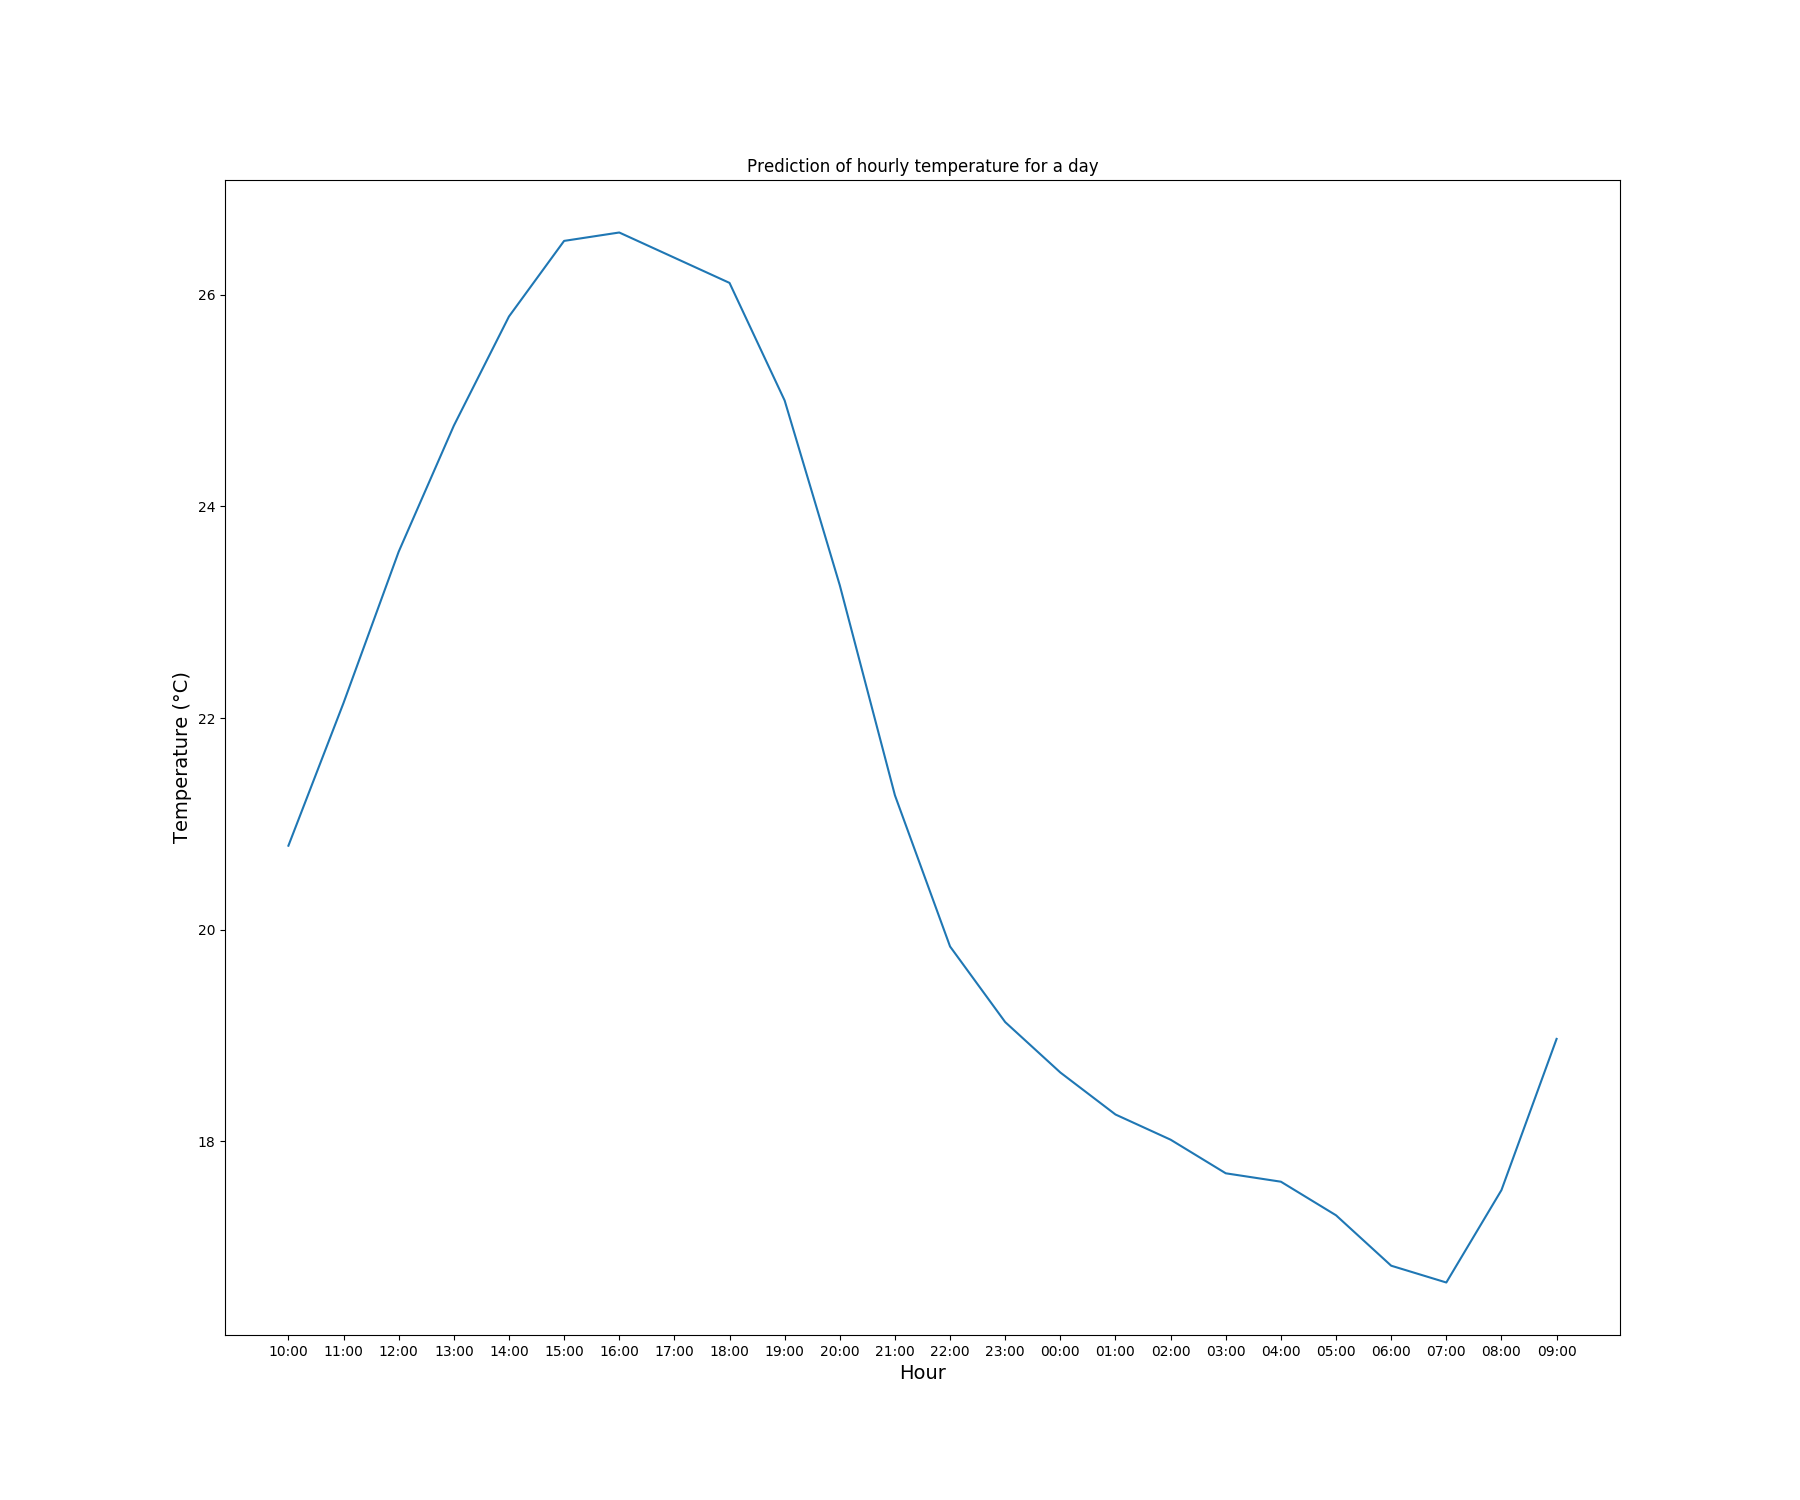 Prediction of hourly temperature for a day
Temperature (°C)
26
24
22
20
18
10:00 11:00 12:00 13:00 14:00 15:00 16:00 17:00 18:00 19:00 20:00 21:00 22:00 23:00 00:00 01:00 02:00 03:00 04:00 05:00 06:00 07:00 08:00 09:00
Hour